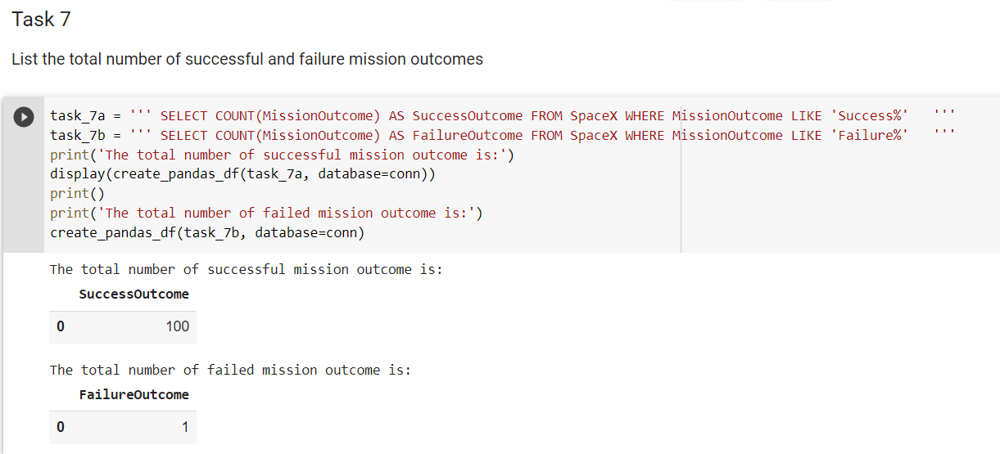 Task 7
List the total number of successful and failure mission outcomes
task_7a = ''' SELECT COUNT(MissionOutcome) AS SuccessOutcome FROM SpaceX WHERE MissionOutcome LIKE 'Success%'   '''
task_7b = ''' SELECT COUNT(MissionOutcome) AS FailureOutcome FROM SpaceX WHERE MissionOutcome LIKE 'Failure%'   '''
print('The total number of successful mission outcome is:')
display(create_pandas_df(task_7a, database=conn))
print()
print('The total number of failed mission outcome is:')
create_pandas_df(task_7b, database=conn)
The total number of successful mission outcome is:
SuccessOutcome
0 100
The total number of failed mission outcome is:
FailureOutcome
0 1